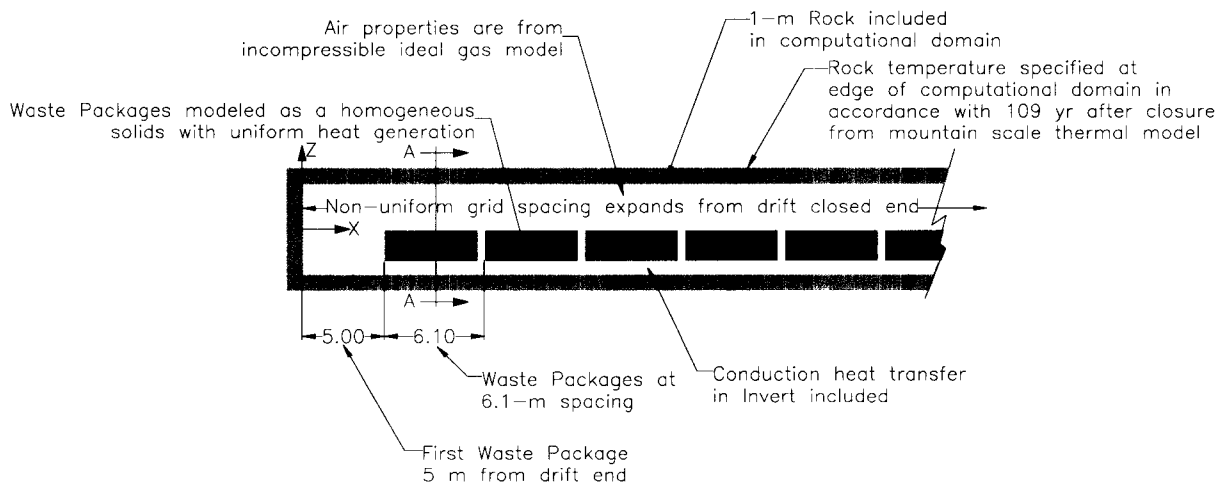 Air properties are from
incompressible ideal gas model
1-m Rock included
in computational domain
Rock temperature specified at
edge of computational domain in
accordance with 109 yr after closure
from mountain scale thermal model
Waste Packages modeled as a homogeneous
solids with uniform heat generation
A
Z
Non-uniform grid spacing expands from drift closed end
X
A
5.00
6.10
Waste Packages at
6.1-m spacing
Conduction heat transfer
in Invert included
First Waste Package
5 m from drift end